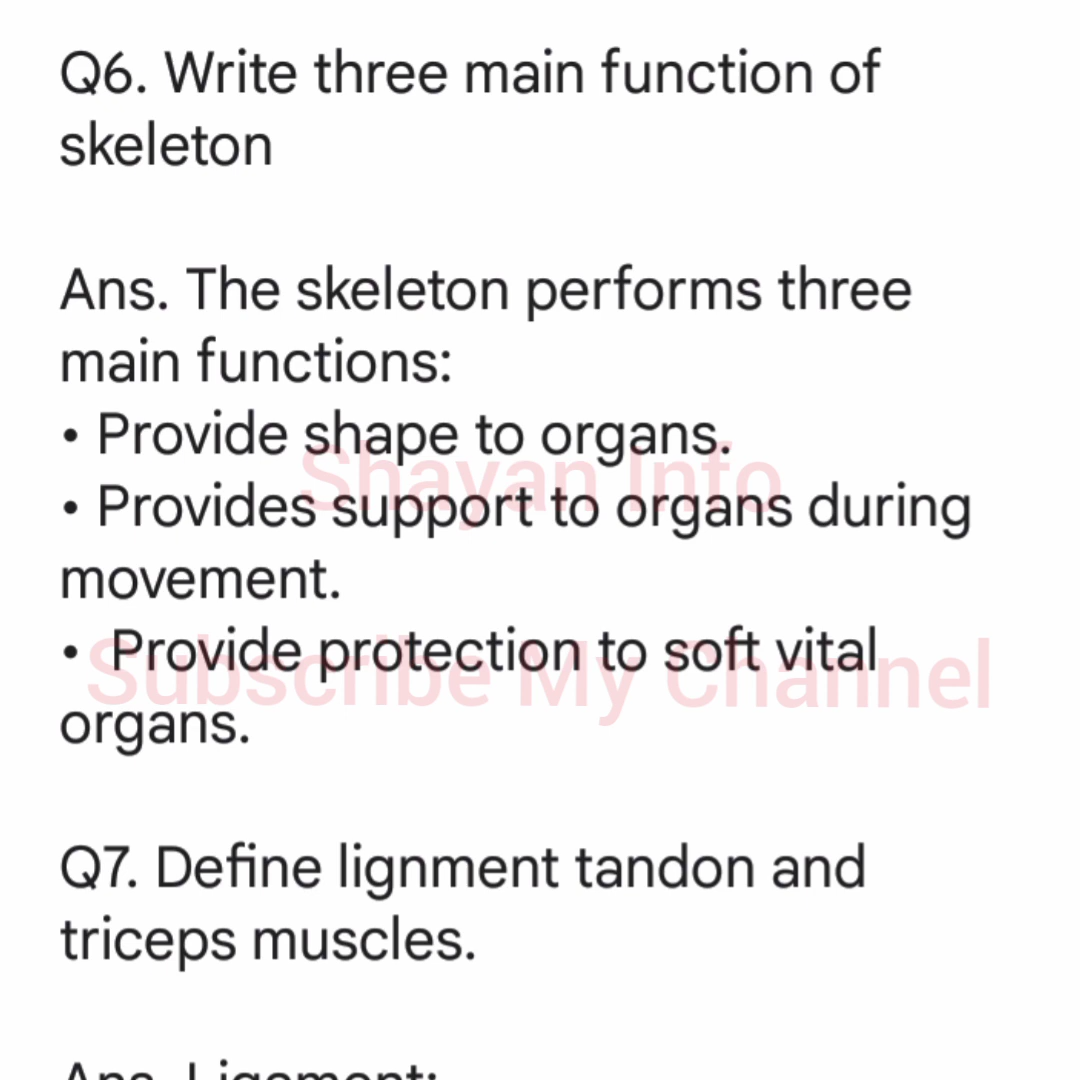 Q6. Write three main function of
skeleton
Ans. The skeleton performs three
main functions:
• Provide shape to organs.
Shayan Info
• Provides support to organs during
movement.
• Provide protection to soft vital
Subscribe My Channel
organs.
Q7. Define lignment tandon and
triceps muscles.
Ans. Ligament: